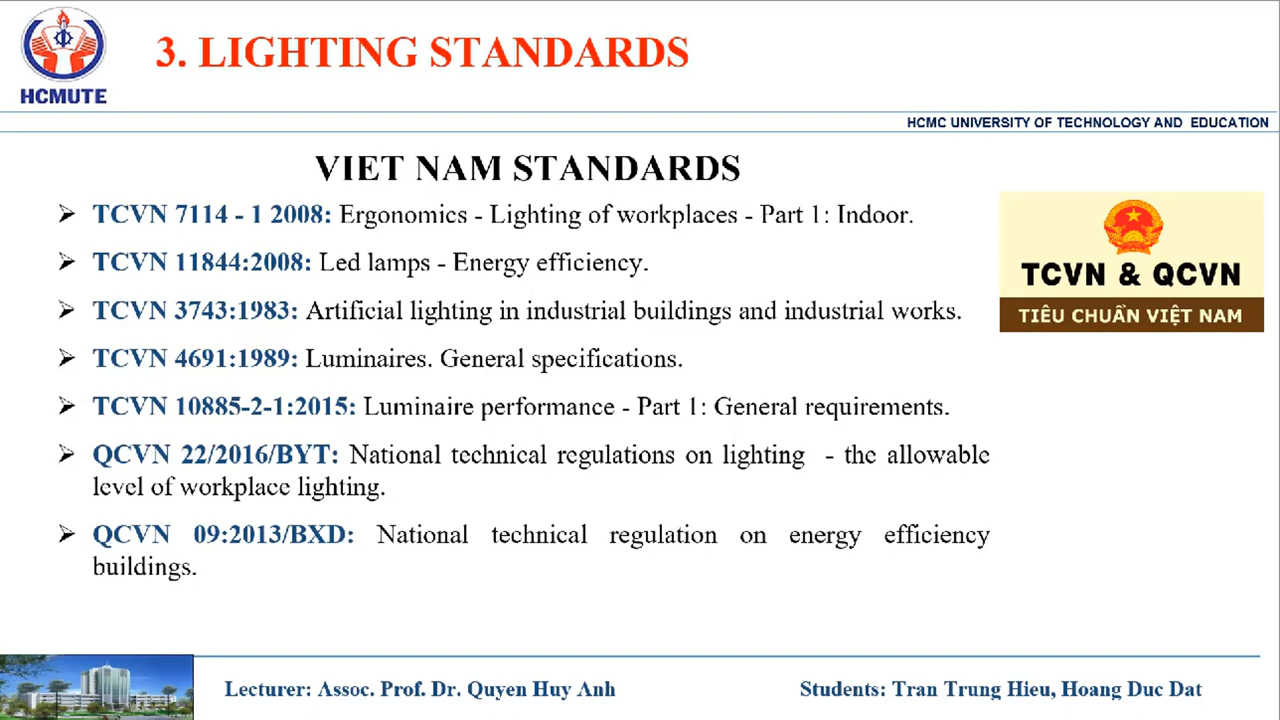 3. LIGHTING STANDARDS
HCMUTE
HCMC UNIVERSITY OF TECHNOLOGY AND EDUCATION
VIET NAM STANDARDS
TCVN 7114 - 1 2008: Ergonomics - Lighting of workplaces - Part 1: Indoor.
TCVN 11844:2008: Led lamps - Energy efficiency.
TCVN 3743:1983: Artificial lighting in industrial buildings and industrial works.
TCVN 4691:1989: Luminaires. General specifications.
TCVN 10885-2-1:2015: Luminaire performance - Part 1: General requirements.
QCVN 22/2016/BYT: National technical regulations on lighting - the allowable
level of workplace lighting.
QCVN 09:2013/BXD: National technical regulation on energy efficiency
buildings.
TCVN & QCVN
TIÊU CHUẨN VIỆT NAM
Lecturer: Assoc. Prof. Dr. Quyen Huy Anh
Students: Tran Trung Hieu, Hoang Duc Dat